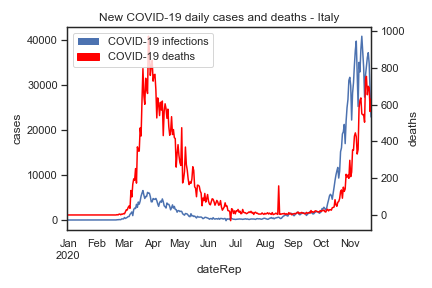 New COVID-19 daily cases and deaths - Italy
COVID-19 infections
COVID-19 deaths
40000
30000
20000
10000
0
cases
1000
800
600
400
200
0
deaths
Jan Feb Mar Apr May Jun Jul Aug Sep Oct Nov
2020
dateRep